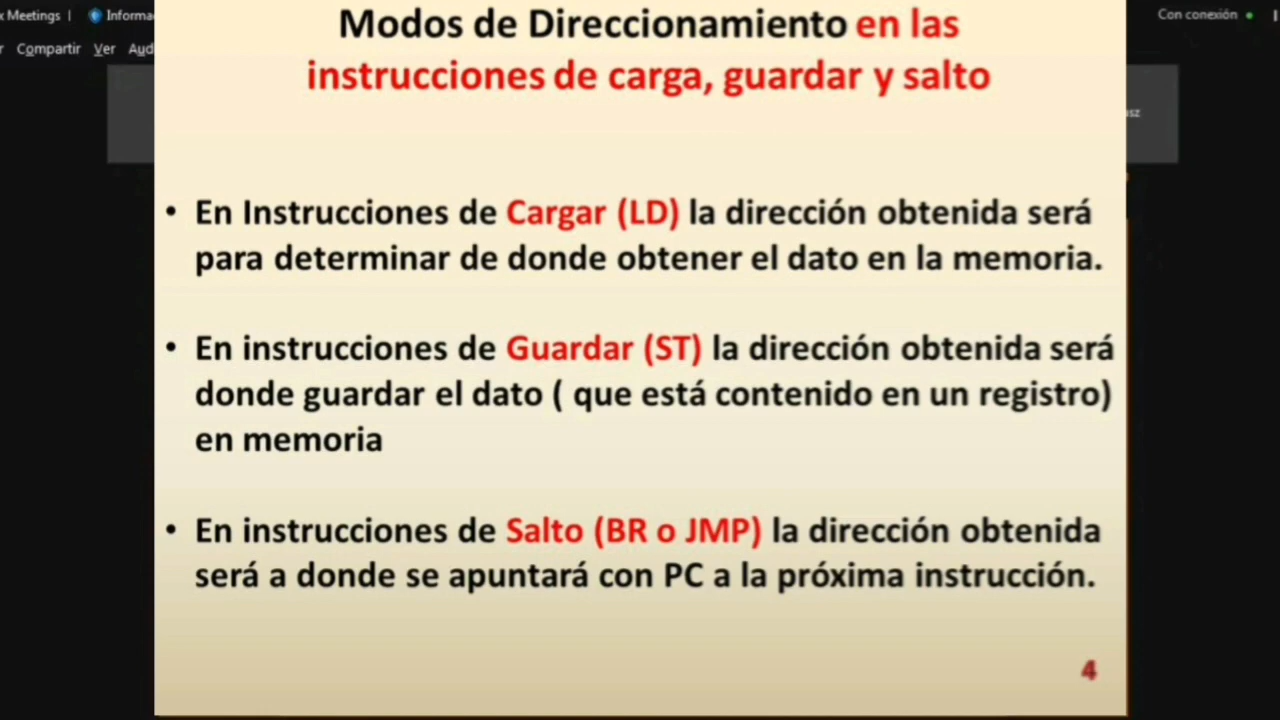 x Meetings | Informa
Con conexión
Compartir Ver Aud
Modos de Direccionamiento en las
instrucciones de carga, guardar y salto
• En Instrucciones de Cargar (LD) la dirección obtenida será
para determinar de donde obtener el dato en la memoria.
• En instrucciones de Guardar (ST) la dirección obtenida será
donde guardar el dato ( que está contenido en un registro)
en memoria
• En instrucciones de Salto (BR o JMP) la dirección obtenida
será a donde se apuntará con PC a la próxima instrucción.
4